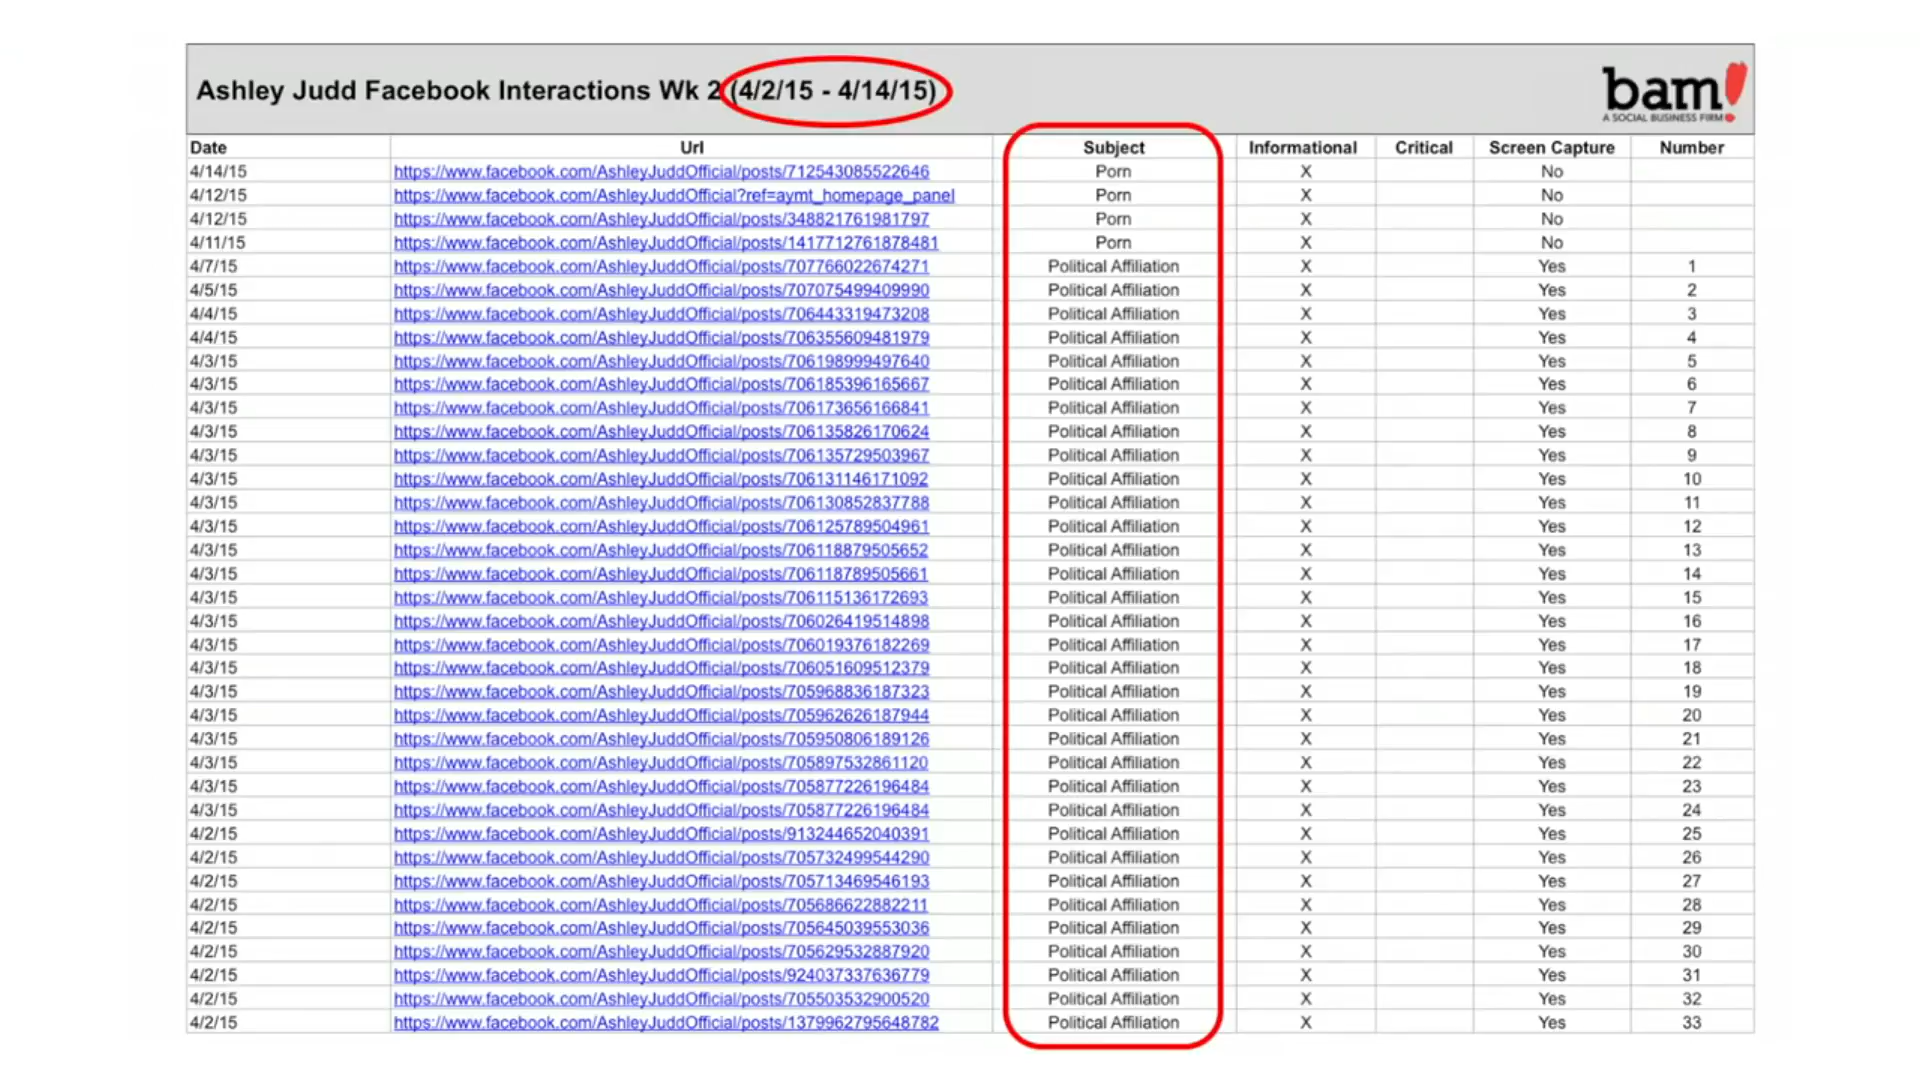 Ashley Judd Facebook Interactions Wk 2 (4/2/15 - 4/14/15)
bam!
A SOCIAL BUSINESS FIRM
Date Url Subject Informational Critical Screen Capture Number
4/14/15 https://www.facebook.com/AshleyJuddOfficial/posts/712543085522646 Porn X No
4/12/15 https://www.facebook.com/AshleyJuddOfficial?ref=aymt_homepage_panel Porn X No
4/12/15 https://www.facebook.com/AshleyJuddOfficial/posts/348821761981797 Porn X No
4/11/15 https://www.facebook.com/AshleyJuddOfficial/posts/1417712761878481 Porn X No
4/7/15 https://www.facebook.com/AshleyJuddOfficial/posts/707766022674271 Political Affiliation X Yes 1
4/5/15 https://www.facebook.com/AshleyJuddOfficial/posts/707075499409990 Political Affiliation X Yes 2
4/4/15 https://www.facebook.com/AshleyJuddOfficial/posts/706443319473208 Political Affiliation X Yes 3
4/4/15 https://www.facebook.com/AshleyJuddOfficial/posts/706355609481979 Political Affiliation X Yes 4
4/3/15 https://www.facebook.com/AshleyJuddOfficial/posts/706198999497640 Political Affiliation X Yes 5
4/3/15 https://www.facebook.com/AshleyJuddOfficial/posts/706185396165667 Political Affiliation X Yes 6
4/3/15 https://www.facebook.com/AshleyJuddOfficial/posts/706173656166841 Political Affiliation X Yes 7
4/3/15 https://www.facebook.com/AshleyJuddOfficial/posts/706135826170624 Political Affiliation X Yes 8
4/3/15 https://www.facebook.com/AshleyJuddOfficial/posts/706135729503967 Political Affiliation X Yes 9
4/3/15 https://www.facebook.com/AshleyJuddOfficial/posts/706131146171092 Political Affiliation X Yes 10
4/3/15 https://www.facebook.com/AshleyJuddOfficial/posts/706130852837788 Political Affiliation X Yes 11
4/3/15 https://www.facebook.com/AshleyJuddOfficial/posts/706125789504961 Political Affiliation X Yes 12
4/3/15 https://www.facebook.com/AshleyJuddOfficial/posts/706118879505652 Political Affiliation X Yes 13
4/3/15 https://www.facebook.com/AshleyJuddOfficial/posts/706118789505661 Political Affiliation X Yes 14
4/3/15 https://www.facebook.com/AshleyJuddOfficial/posts/706115136172693 Political Affiliation X Yes 15
4/3/15 https://www.facebook.com/AshleyJuddOfficial/posts/706026419514898 Political Affiliation X Yes 16
4/3/15 https://www.facebook.com/AshleyJuddOfficial/posts/706019376182269 Political Affiliation X Yes 17
4/3/15 https://www.facebook.com/AshleyJuddOfficial/posts/706051609512379 Political Affiliation X Yes 18
4/3/15 https://www.facebook.com/AshleyJuddOfficial/posts/705968836187323 Political Affiliation X Yes 19
4/3/15 https://www.facebook.com/AshleyJuddOfficial/posts/705962626187944 Political Affiliation X Yes 20
4/3/15 https://www.facebook.com/AshleyJuddOfficial/posts/705950806189126 Political Affiliation X Yes 21
4/3/15 https://www.facebook.com/AshleyJuddOfficial/posts/705897532861120 Political Affiliation X Yes 22
4/3/15 https://www.facebook.com/AshleyJuddOfficial/posts/705877226196484 Political Affiliation X Yes 23
4/3/15 https://www.facebook.com/AshleyJuddOfficial/posts/705877226196484 Political Affiliation X Yes 24
4/2/15 https://www.facebook.com/AshleyJuddOfficial/posts/913244652040391 Political Affiliation X Yes 25
4/2/15 https://www.facebook.com/AshleyJuddOfficial/posts/705732499544290 Political Affiliation X Yes 26
4/2/15 https://www.facebook.com/AshleyJuddOfficial/posts/705713469546193 Political Affiliation X Yes 27
4/2/15 https://www.facebook.com/AshleyJuddOfficial/posts/705686622882211 Political Affiliation X Yes 28
4/2/15 https://www.facebook.com/AshleyJuddOfficial/posts/705645039553036 Political Affiliation X Yes 29
4/2/15 https://www.facebook.com/AshleyJuddOfficial/posts/705629532887920 Political Affiliation X Yes 30
4/2/15 https://www.facebook.com/AshleyJuddOfficial/posts/924037337636779 Political Affiliation X Yes 31
4/2/15 https://www.facebook.com/AshleyJuddOfficial/posts/705503532900520 Political Affiliation X Yes 32
4/2/15 https://www.facebook.com/AshleyJuddOfficial/posts/1379962795648782 Political Affiliation X Yes 33